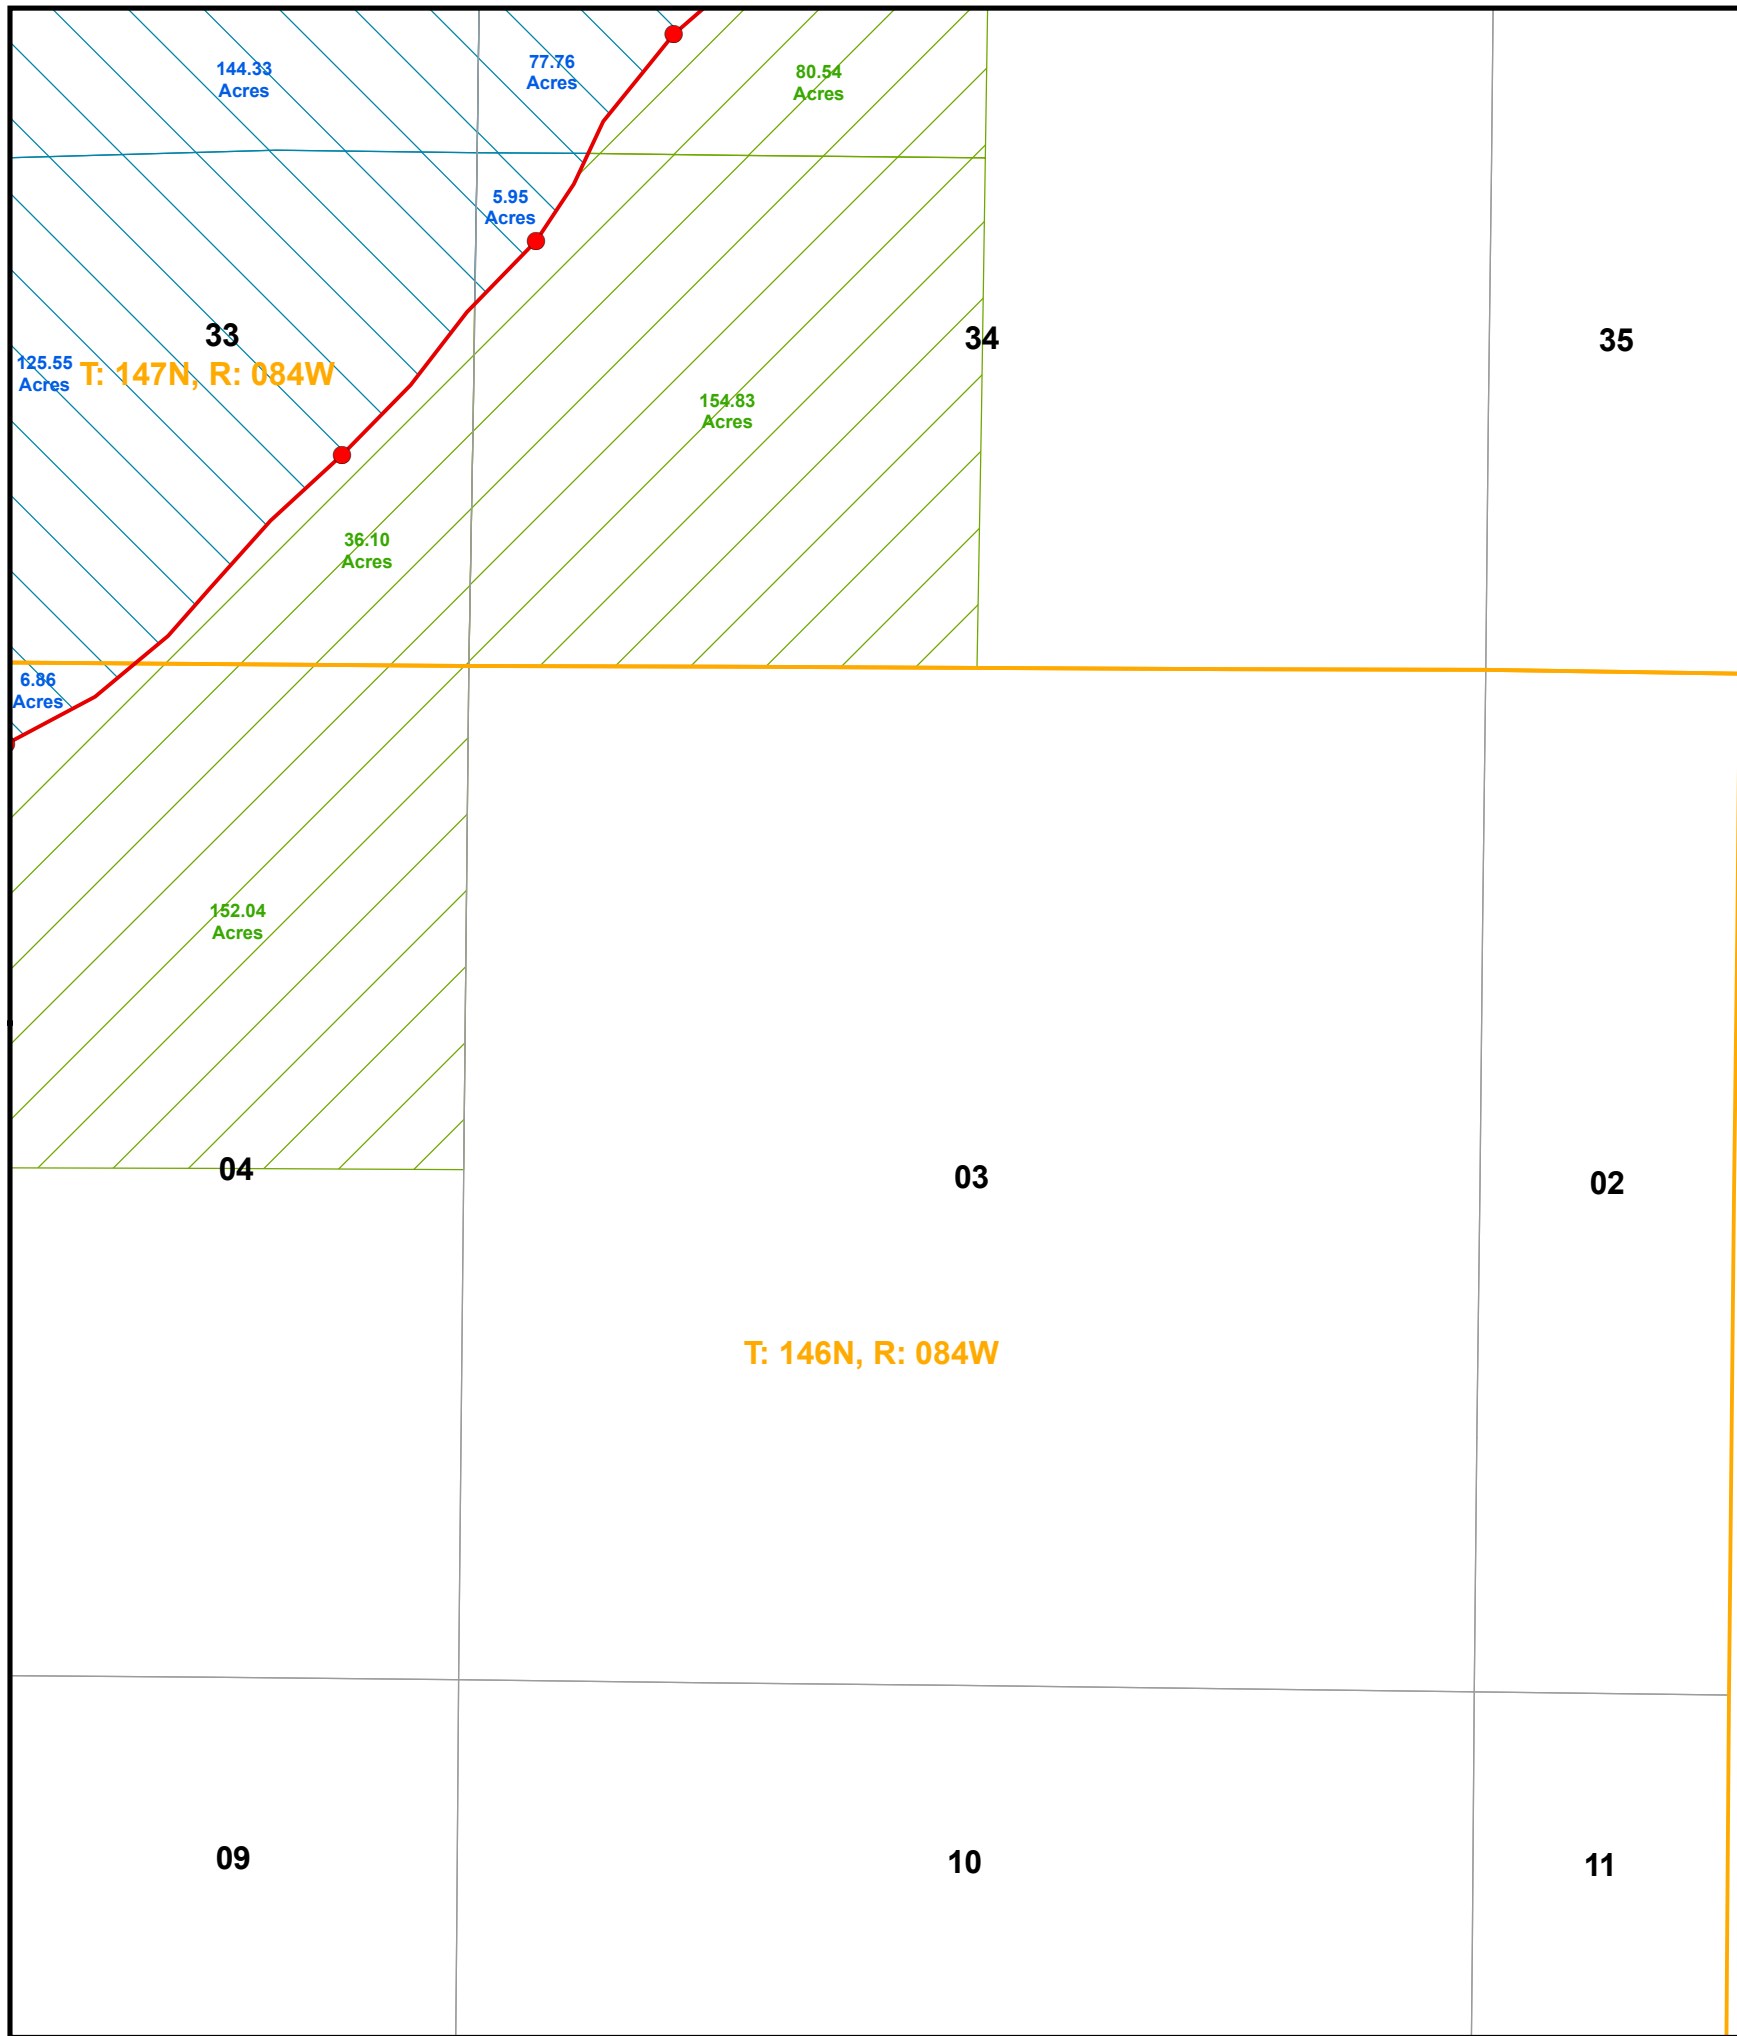 144.33
Acres
77.76
Acres
80.54
Acres
5.95
Acres
33
34
35
125.55
Acres
T: 147N, R: 084W
154.83
Acres
36.10
Acres
6.86
Acres
152.04
Acres
04
03
02
T: 146N, R: 084W
09
10
11